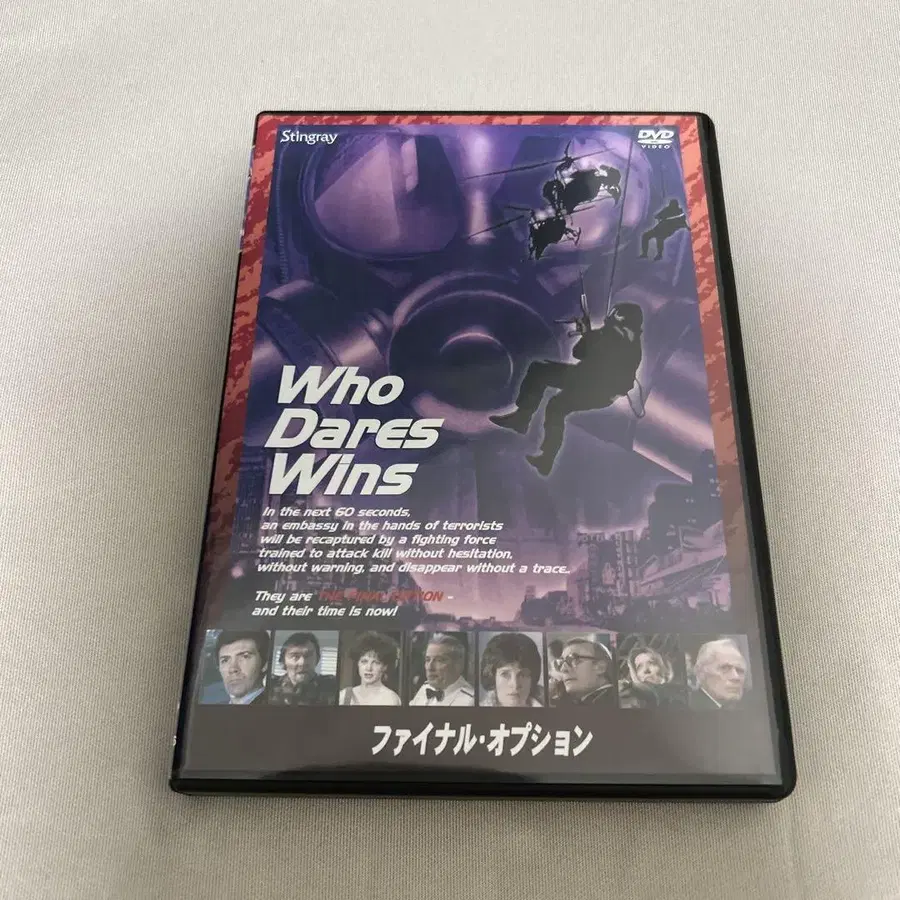 Stingray
DVD
VIDEO
Who
Dares
Wins
In the next 60 seconds,
an embassy in the hands of terrorists
will be recaptured by a fighting force
trained to attack kill without hesitation,
without warning, and disappear without a trace..
They are THE FINAL OPTION -
and their time is now!
ファイナル・オプション